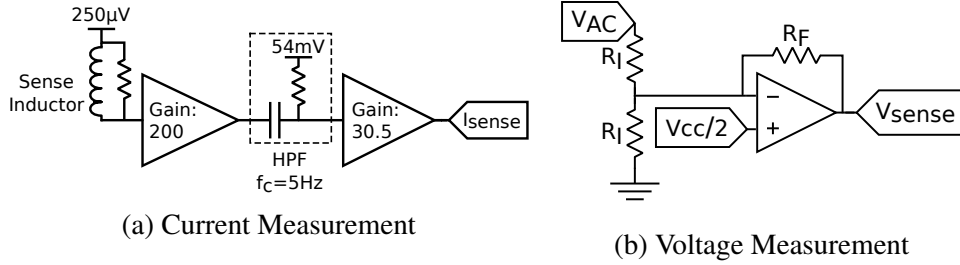 250µV
Sense
Inductor
Gain:
200
54mV
HPF
fc=5Hz
Gain:
30.5
Isense
(a) Current Measurement
VAC
RI
RI
RF
Vcc/2
−
+
Vsense
(b) Voltage Measurement